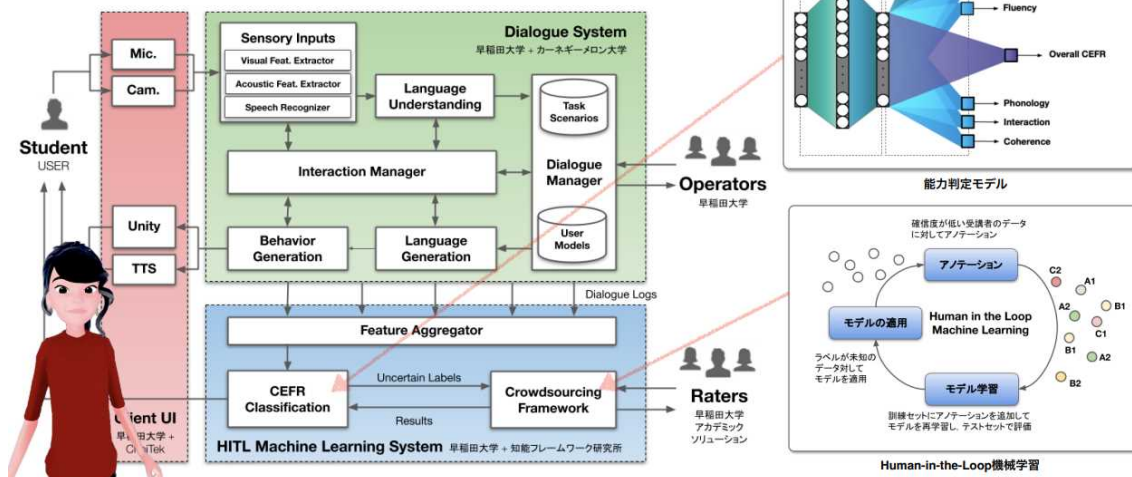 Dialogue System
早稲田大学 + カーネギーメロン大学
Sensory Inputs
Visual Feat. Extractor
Acoustic Feat. Extractor
Speech Recognizer
Language
Understanding
Task
Scenarios
Dialogue
Manager
User
Models
Interaction Manager
Behavior
Generation
Language
Generation
Mic.
Cam.
Student
USER
Unity
TTS
早稲田大学 +
Operators
早稲田大学
Dialogue Logs
Feature Aggregator
CEFR
Classification
Uncertain Labels
Results
Crowdsourcing
Framework
Raters
早稲田大学
アカデミック
ソリューション
HITL Machine Learning System 早稲田大学 + 知能フレームワーク研究所
Fluency
Overall CEFR
Phonology
Interaction
Coherence
能力判定モデル
確信度が低い受講者のデータ
に対してアノテーション
アノテーション
C2
A1
A2
B1
C1
B1
A2
B2
Human in the Loop
Machine Learning
モデルの適用
ラベルが未知の
データ対して
モデルを適用
モデル学習
訓練セットにアノテーションを追加して
モデルを再学習し、テストセットで評価
Human-in-the-Loop機械学習